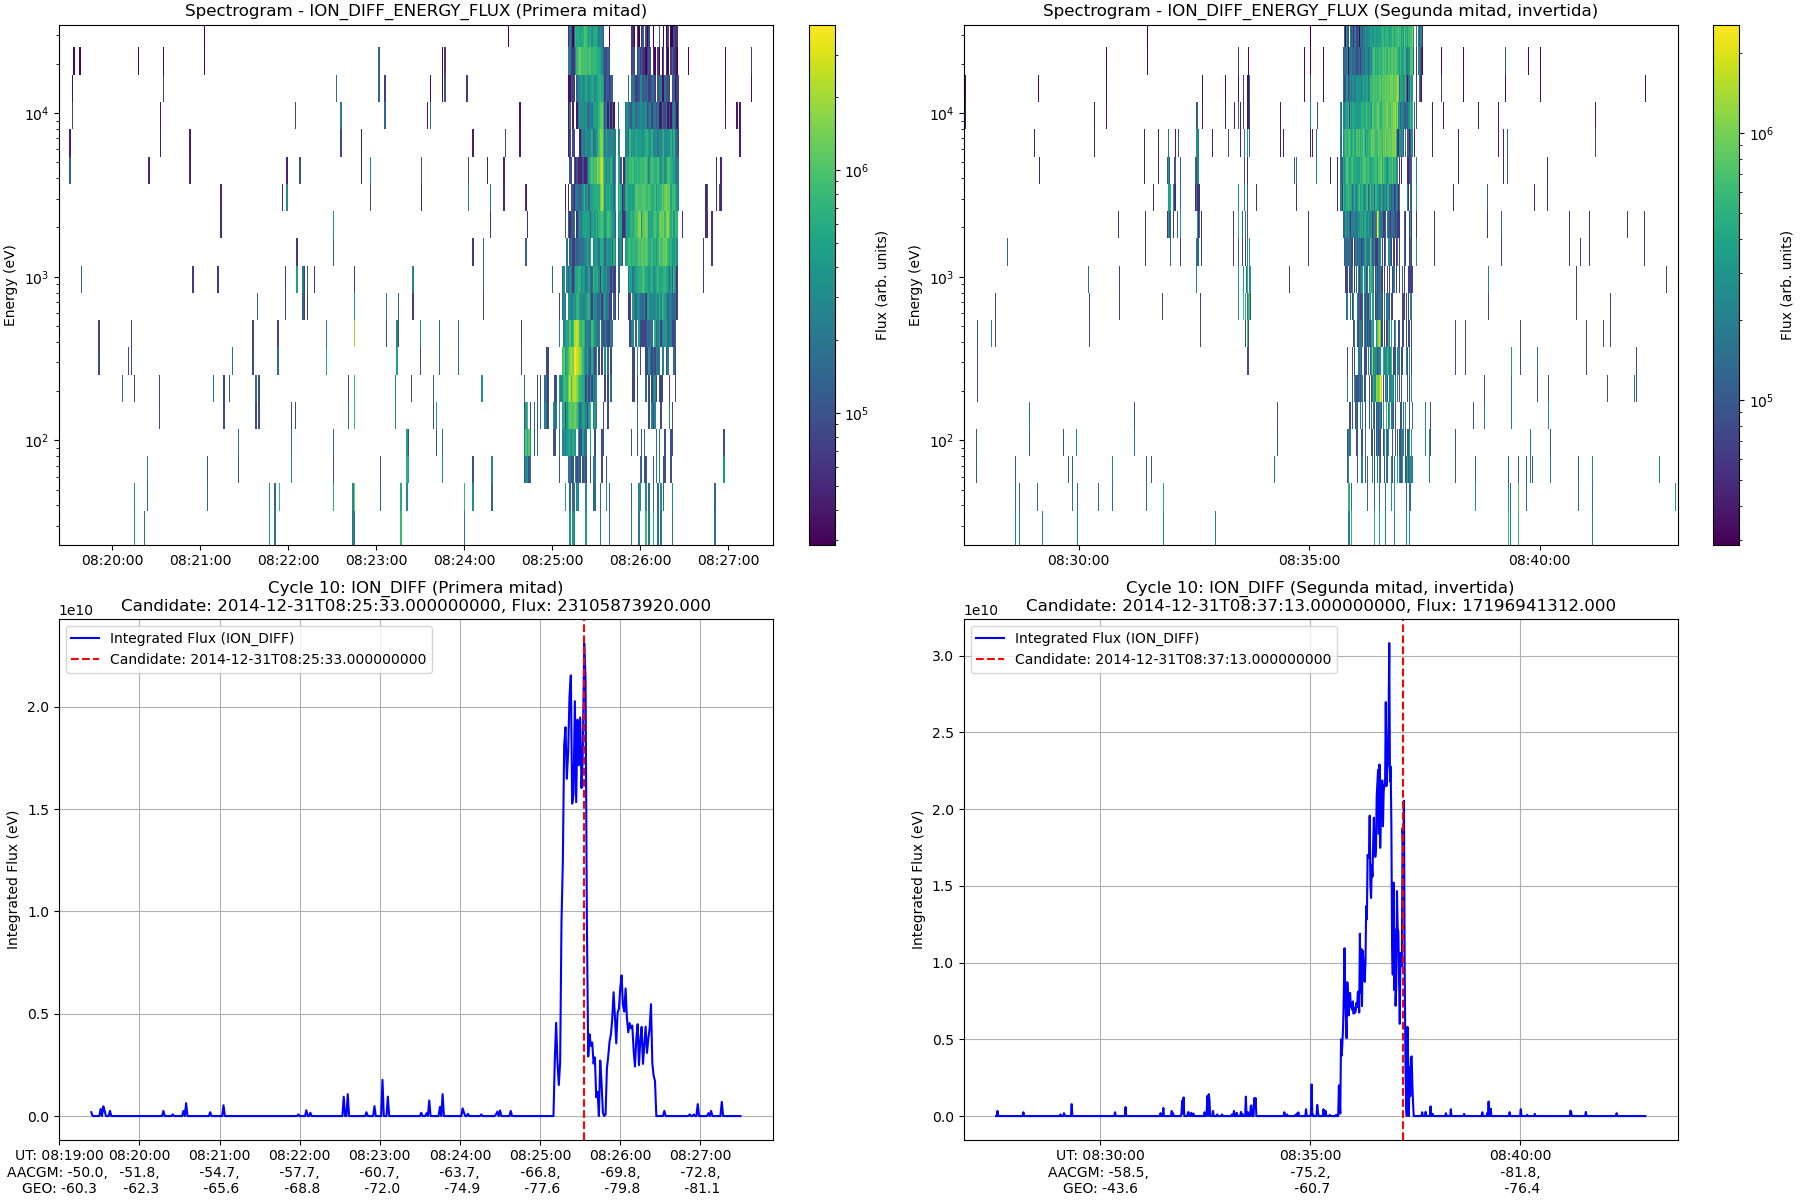 Spectrogram - ION_DIFF_ENERGY_FLUX (Primera mitad)
Energy (eV)
10^4
10^3
10^2
08:20:00 08:21:00 08:22:00 08:23:00 08:24:00 08:25:00 08:26:00 08:27:00
10^6
10^5
Flux (arb. units)
Spectrogram - ION_DIFF_ENERGY_FLUX (Segunda mitad, invertida)
Energy (eV)
10^4
10^3
10^2
08:30:00 08:35:00 08:40:00
10^6
10^5
Flux (arb. units)
Cycle 10: ION_DIFF (Primera mitad)
Candidate: 2014-12-31T08:25:33.000000000, Flux: 23105873920.000
1e10
Integrated Flux (ION_DIFF)
Candidate: 2014-12-31T08:25:33.000000000
Integrated Flux (eV)
2.0
1.5
1.0
0.5
0.0
UT: 08:19:00 08:20:00 08:21:00 08:22:00 08:23:00 08:24:00 08:25:00 08:26:00 08:27:00
AACGM: -50.0, -51.8, -54.7, -57.7, -60.7, -63.7, -66.8, -69.8, -72.8,
GEO: -60.3 -62.3 -65.6 -68.8 -72.0 -74.9 -77.6 -79.8 -81.1
Cycle 10: ION_DIFF (Segunda mitad, invertida)
Candidate: 2014-12-31T08:37:13.000000000, Flux: 17196941312.000
1e10
Integrated Flux (ION_DIFF)
Candidate: 2014-12-31T08:37:13.000000000
Integrated Flux (eV)
3.0
2.5
2.0
1.5
1.0
0.5
0.0
UT: 08:30:00 08:35:00 08:40:00
AACGM: -58.5, -75.2, -81.8,
GEO: -43.6 -60.7 -76.4